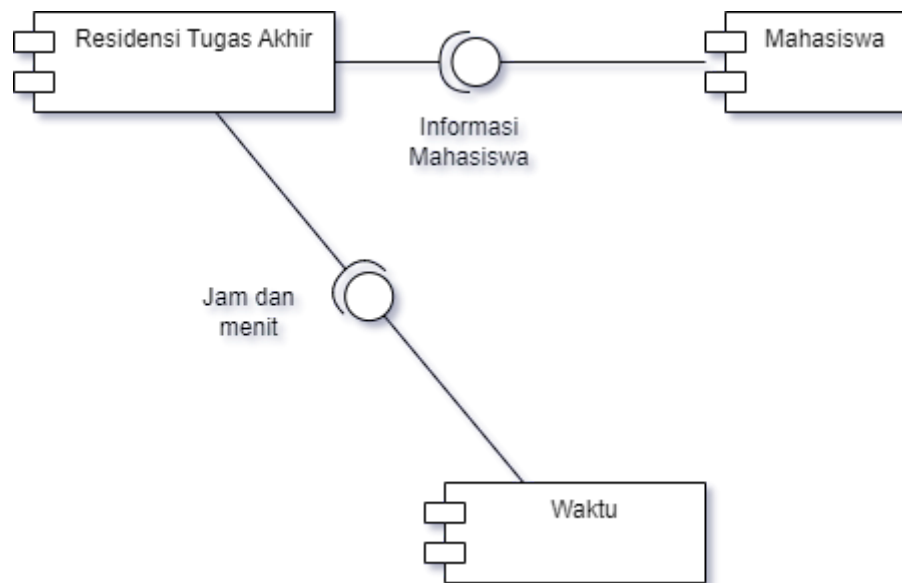 Residensi Tugas Akhir
Mahasiswa
Informasi
Mahasiswa
Jam dan
menit
Waktu